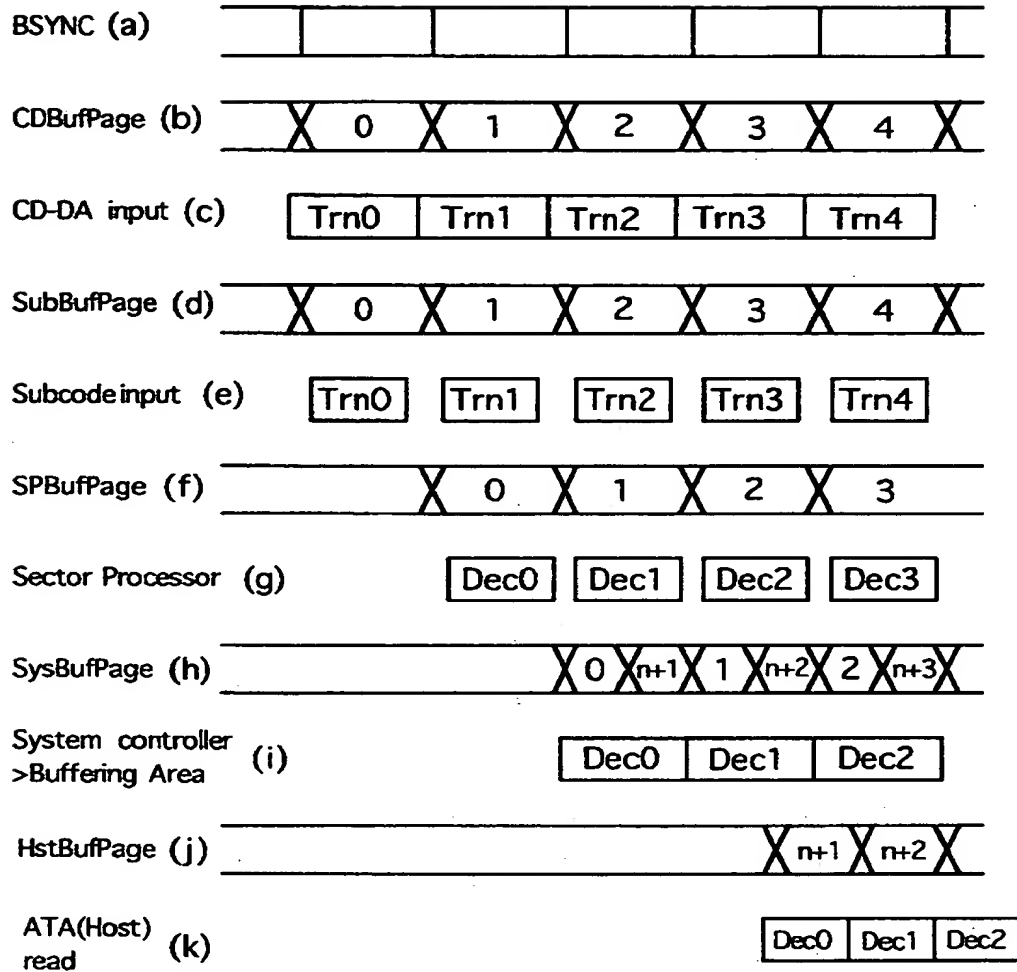 BSYNC (a)
CDBufPage (b) 0 1 2 3 4
CD-DA input (c) Trn0 Trn1 Trn2 Trn3 Trn4
SubBufPage (d) 0 1 2 3 4
Subcode input (e) Trn0 Trn1 Trn2 Trn3 Trn4
SPBufPage (f) 0 1 2 3
Sector Processor (g) Dec0 Dec1 Dec2 Dec3
SysBufPage (h) 0 n+1 1 n+2 2 n+3
System controller
>Buffering Area (i) Dec0 Dec1 Dec2
HstBufPage (j) n+1 n+2
ATA(Host)
read (k) Dec0 Dec1 Dec2